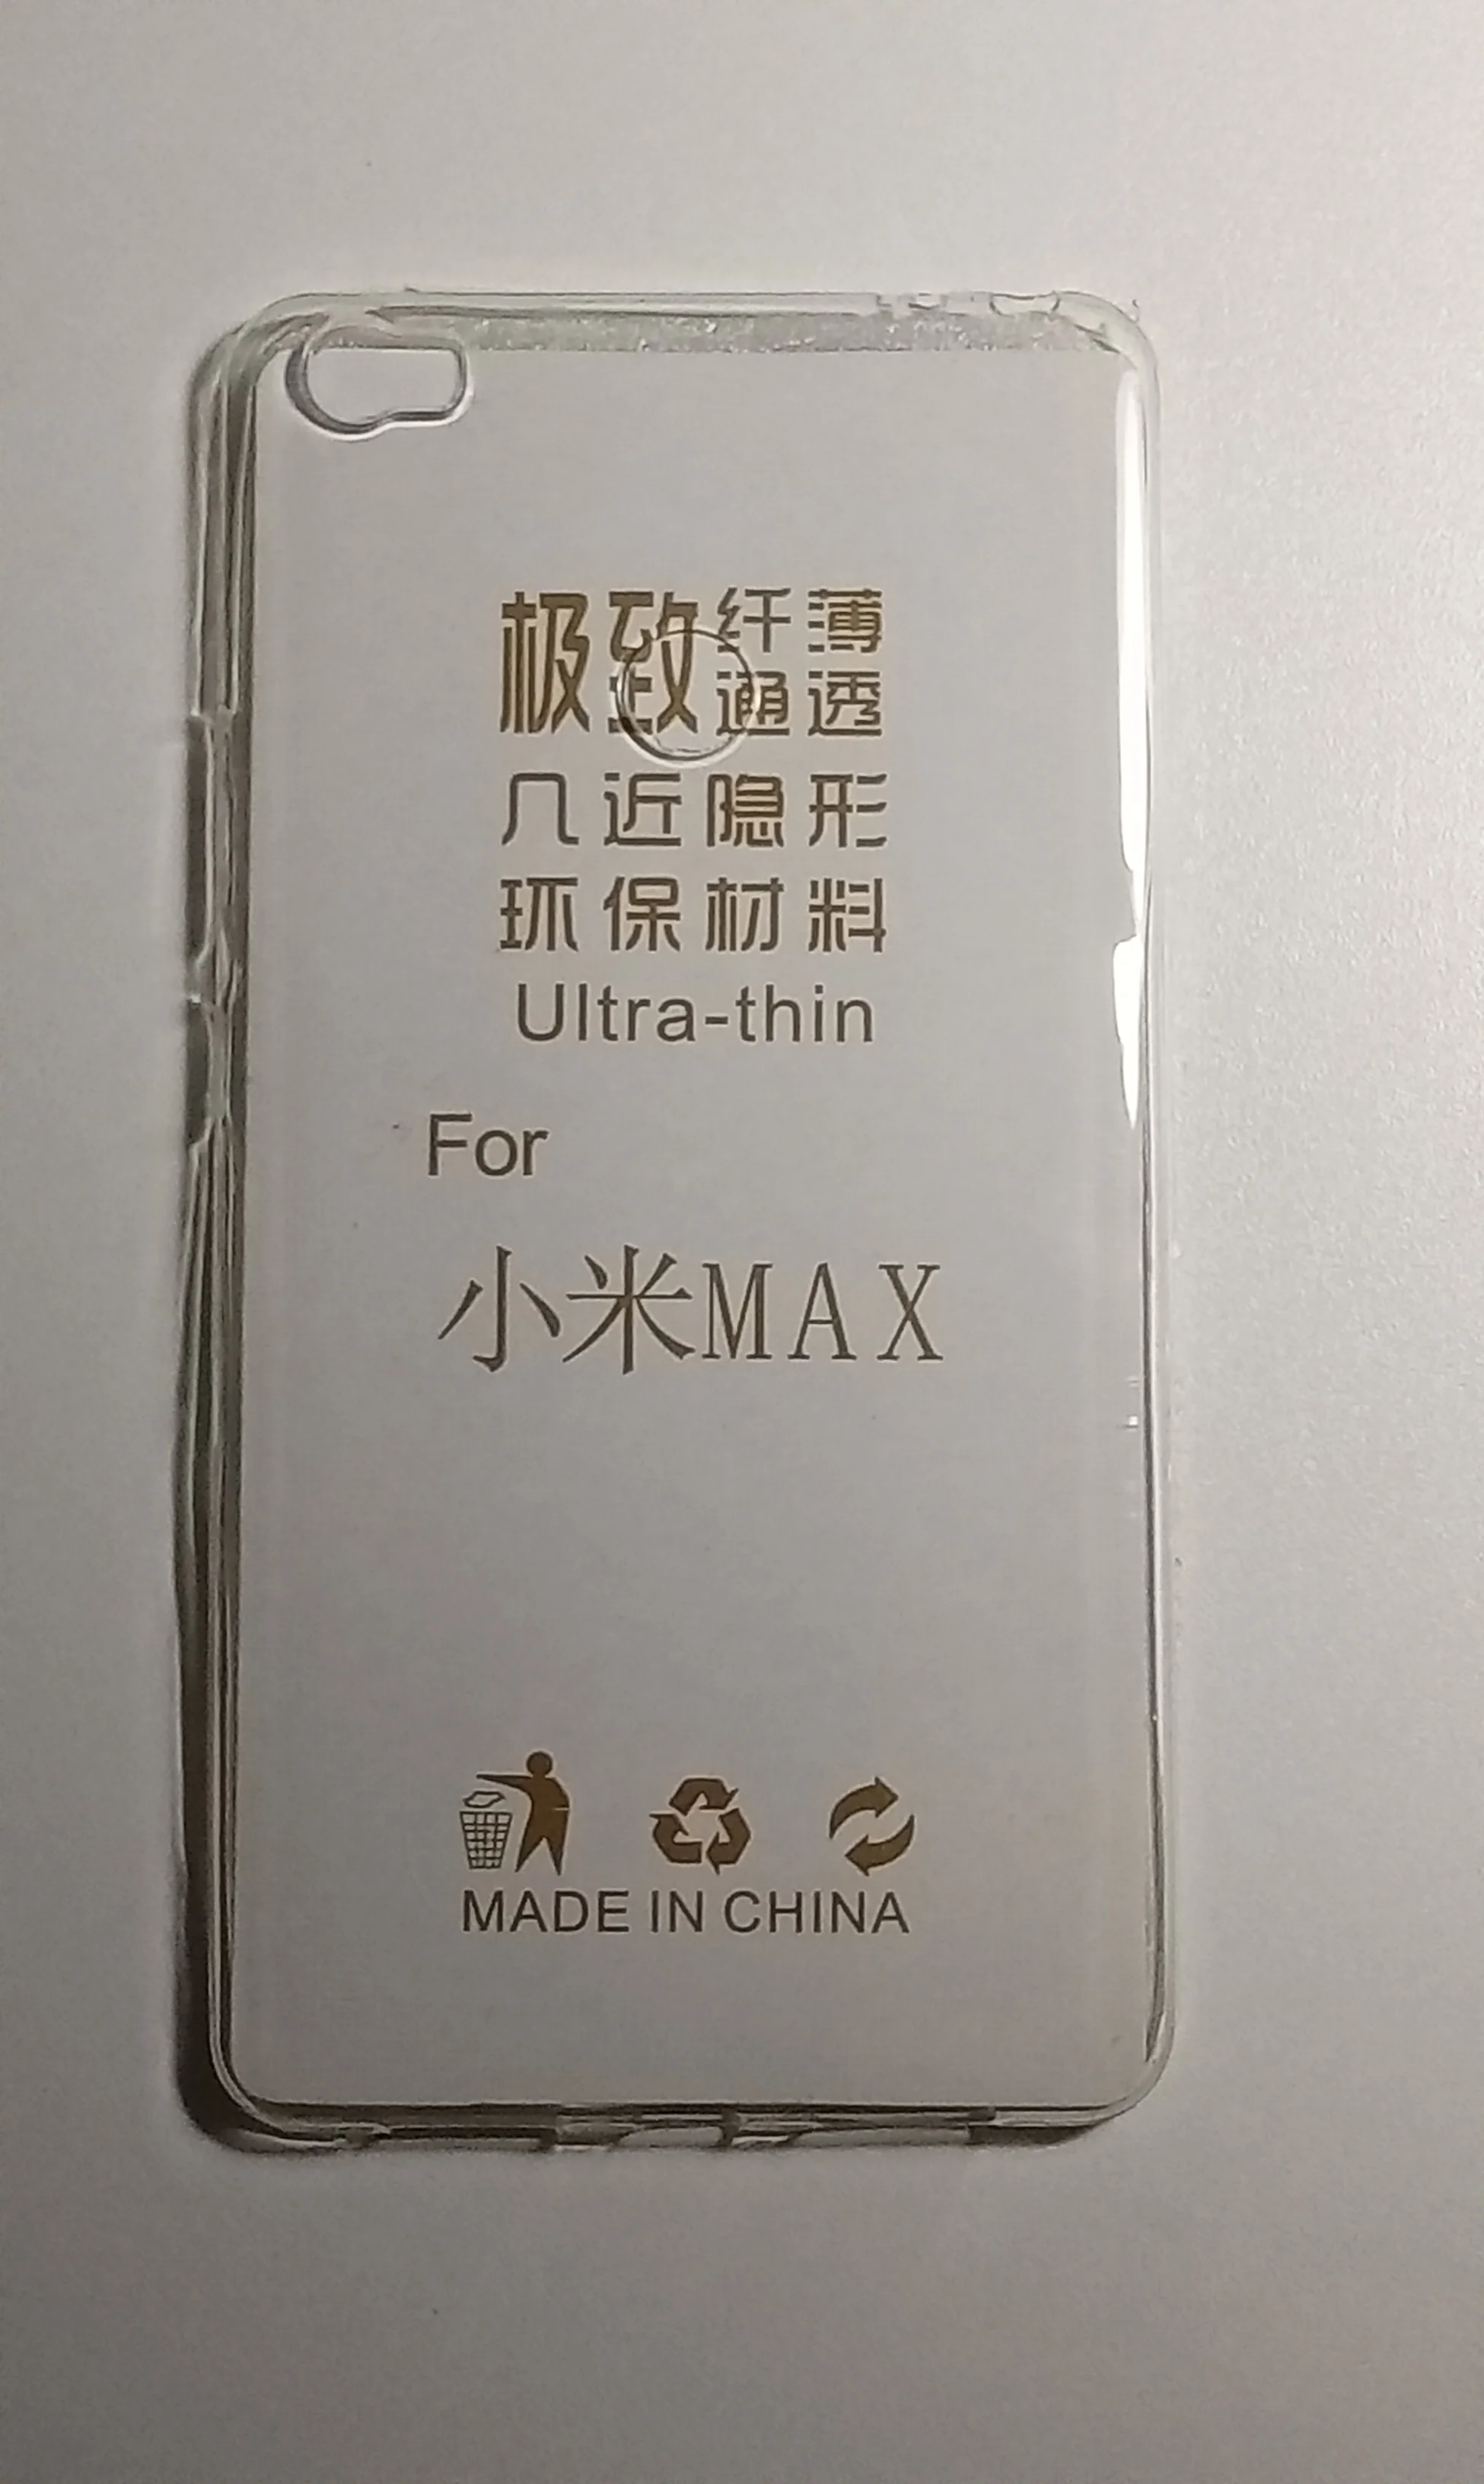 极致纤薄
通透
几近隐形
环保材料
Ultra-thin
For
小米MAX
MADE IN CHINA